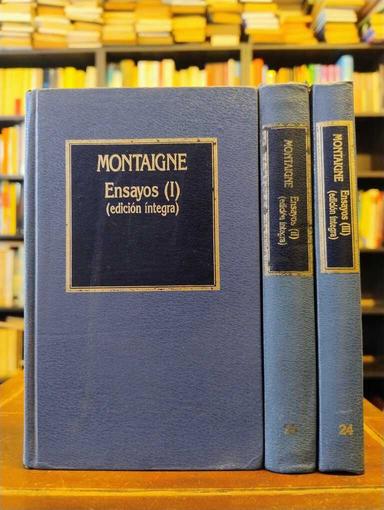 MONTAIGNE
Ensayos (I)
(edición íntegra)
MONTAIGNE
Ensayos (II)
(edición íntegra)
MONTAIGNE
Ensayos (III)
(edición íntegra)
24